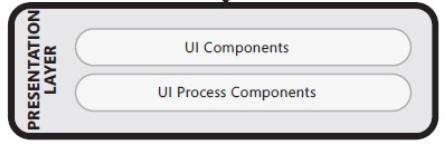 PRESENTATION
LAYER
UI Components
UI Process Components